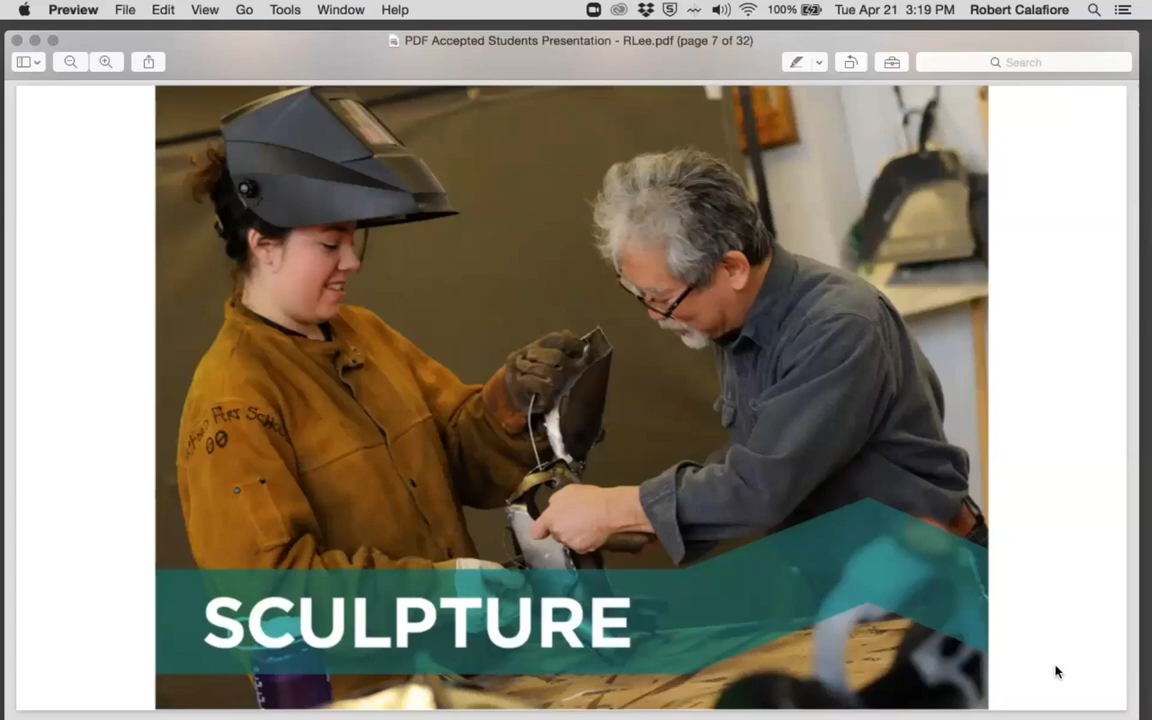 Preview File Edit View Go Tools Window Help 100% Tue Apr 21 3:19 PM Robert Calafiore
PDF Accepted Students Presentation - RLee.pdf (page 7 of 32)
Search
SCHOOL
00
SCULPTURE